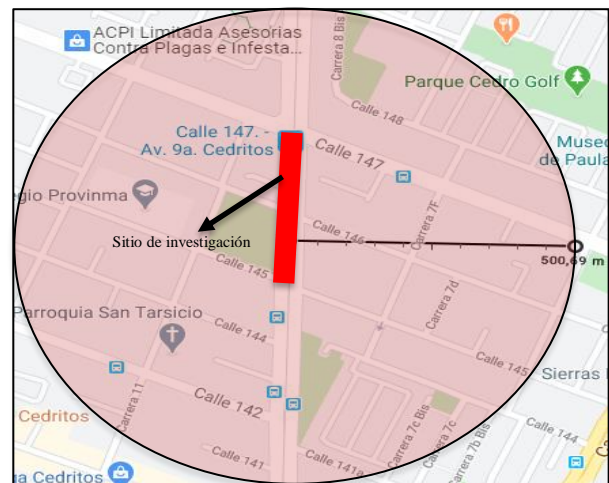 ACPI Limitada Asesorias
Contra Plagas e Infesta...
Carrera 8 Bis
Parque Cedro Golf
Calle 148
Calle 147. -
Av. 9a. Cedritos
Calle 147
Museo
de Paula
egio Provinma
Carrera 7F
Sitio de investigación
Calle 146
500,69 m
Calle 145
Carrera 7d
Parroquia San Tarsicio
Calle 144
Calle 145
Sierras
Calle 142
Carrera 11
Cedritos
Carrera 7c Bis
Carrera 7c
Carrera 7b Bis
Calle 144
Calle 141
Calle 141a
ga Cedritos